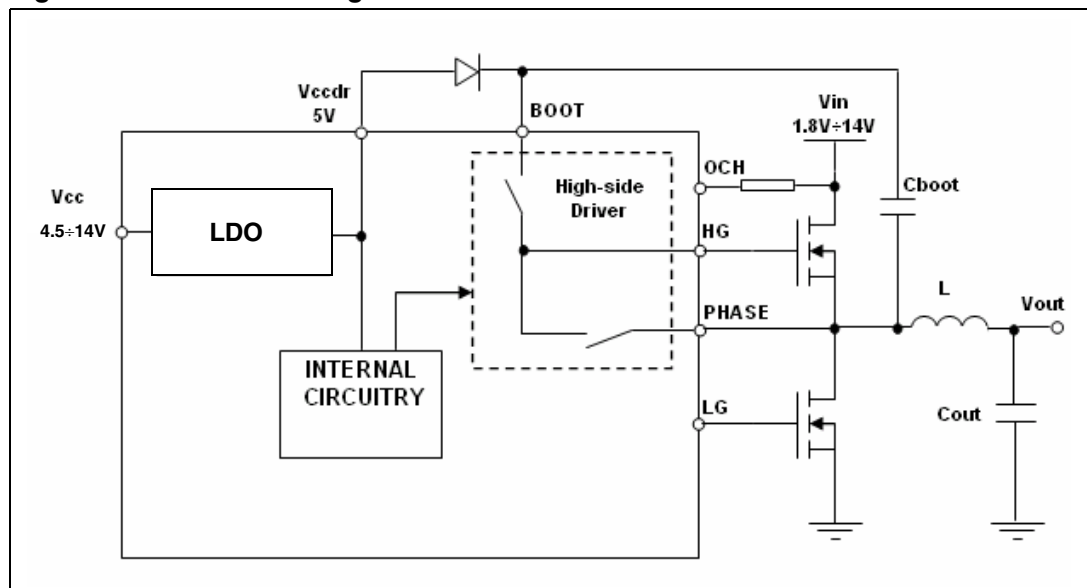 Vccdr
5V
BOOT
Vin
1.8V÷14V
OCH
Cboot
High-side
Driver
Vcc
4.5÷14V
LDO
HG
L
Vout
PHASE
INTERNAL
CIRCUITRY
LG
Cout